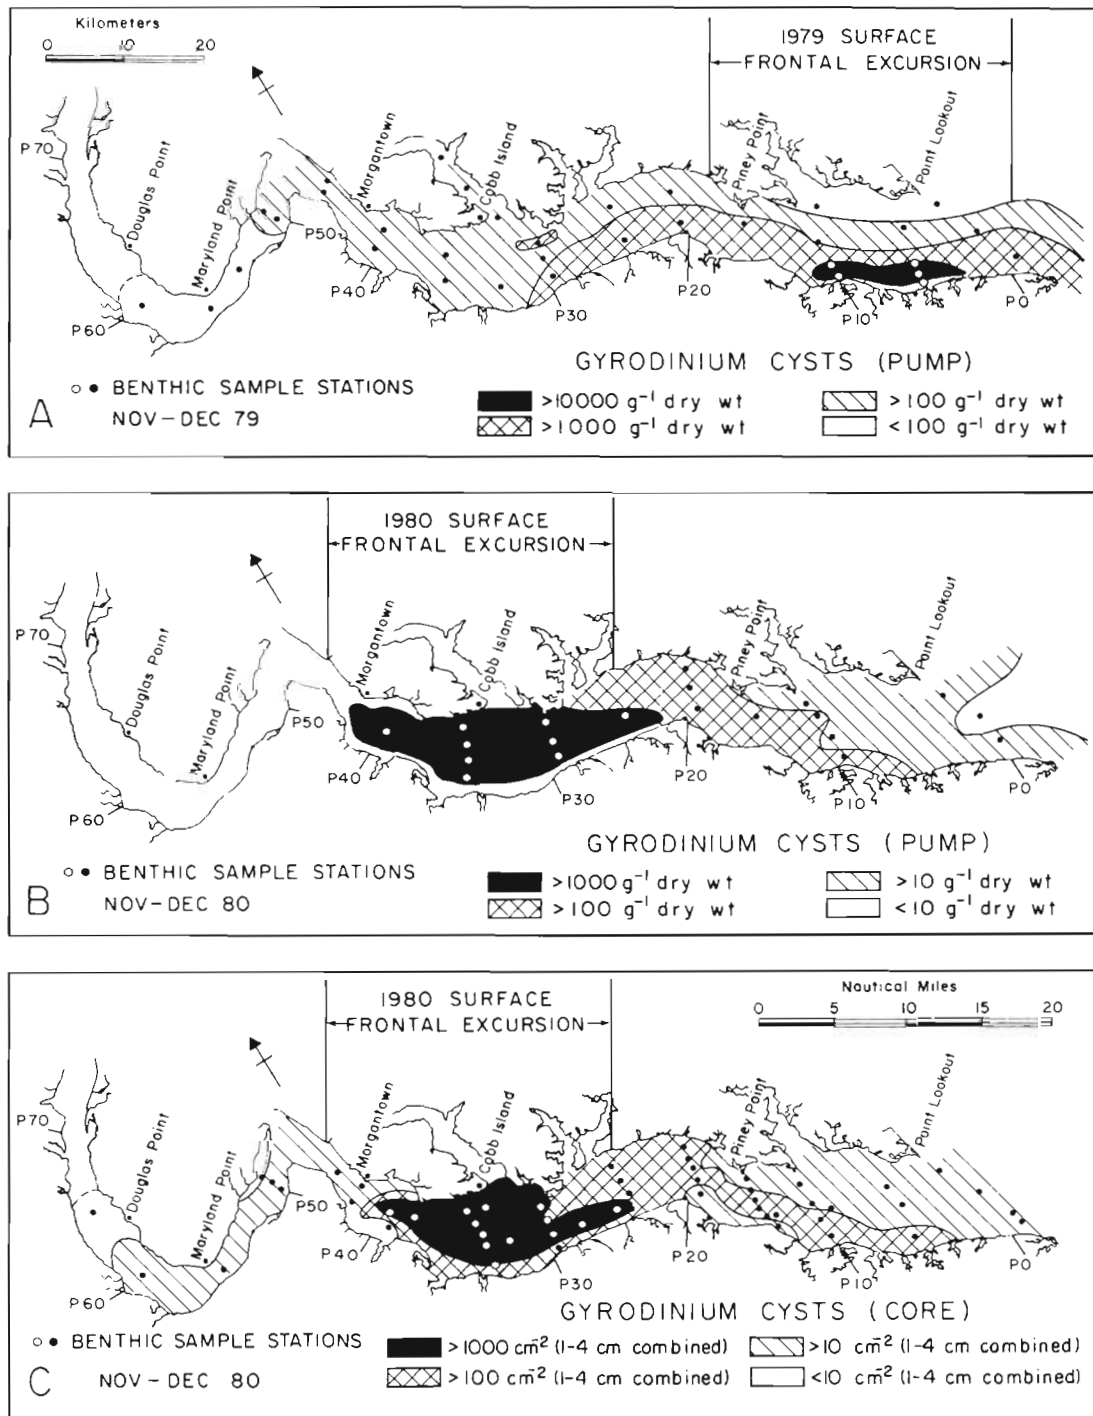 Kilometers
0 10 20
1979 SURFACE
FRONTAL EXCURSION
P70
Douglas Point
Maryland Point
Morgantown
Cobb Island
Piney Point
Point Lookout
P50
P40
P60
P30
P20
P10
P0
GYRODINIUM CYSTS (PUMP)
BENTHIC SAMPLE STATIONS
NOV-DEC 79
>10000 g⁻¹ dry wt
>100 g⁻¹ dry wt
>1000 g⁻¹ dry wt
<100 g⁻¹ dry wt
A
1980 SURFACE
FRONTAL EXCURSION
P70
Douglas Point
Maryland Point
Morgantown
Cobb Island
Piney Point
Point Lookout
P50
P40
P60
P30
P20
P10
P0
GYRODINIUM CYSTS (PUMP)
BENTHIC SAMPLE STATIONS
NOV-DEC 80
>1000 g⁻¹ dry wt
>10 g⁻¹ dry wt
>100 g⁻¹ dry wt
<10 g⁻¹ dry wt
B
1980 SURFACE
FRONTAL EXCURSION
Nautical Miles
0 5 10 15 20
P70
Douglas Point
Maryland Point
Morgantown
Cobb Island
Piney Point
Point Lookout
P50
P40
P60
P30
P20
P10
P0
GYRODINIUM CYSTS (CORE)
BENTHIC SAMPLE STATIONS
NOV-DEC 80
>1000 cm⁻² (1-4 cm combined)
>10 cm⁻² (1-4 cm combined)
>100 cm⁻² (1-4 cm combined)
<10 cm⁻² (1-4 cm combined)
C